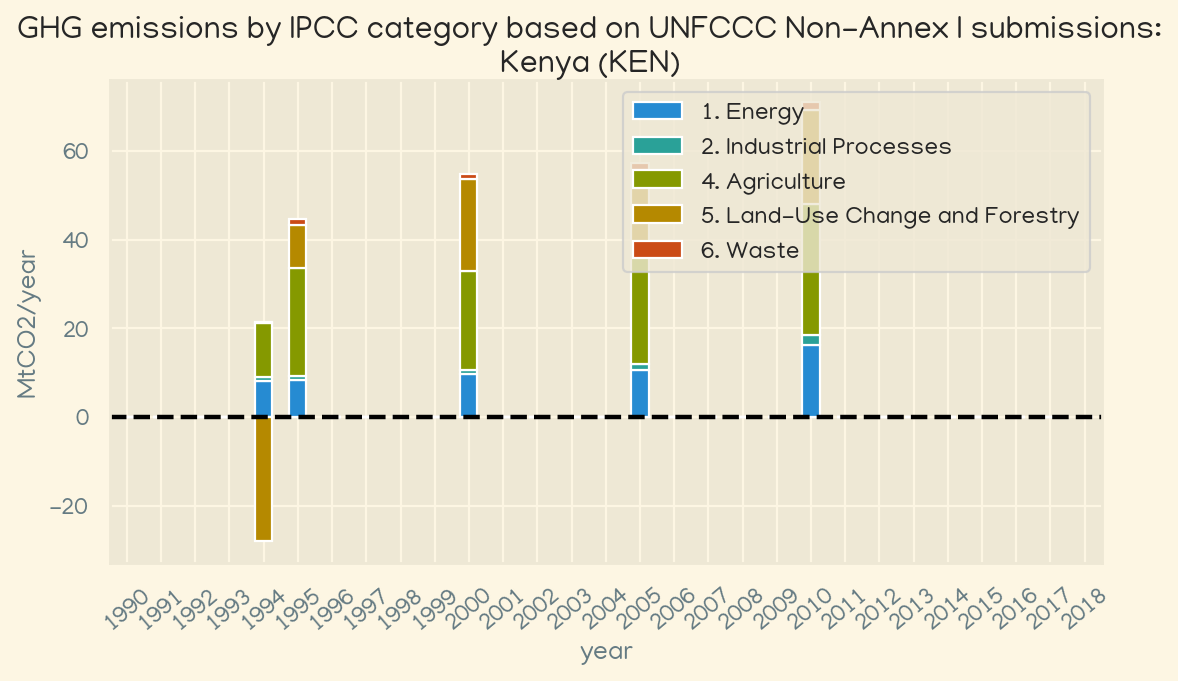 GHG emissions by IPCC category based on UNFCCC Non-Annex I submissions:
Kenya (KEN)
1. Energy
2. Industrial Processes
4. Agriculture
5. Land-Use Change and Forestry
6. Waste
MtCO2/year
60
40
20
0
-20
1990 1991 1992 1993 1994 1995 1996 1997 1998 1999 2000 2001 2002 2003 2004 2005 2006 2007 2008 2009 2010 2011 2012 2013 2014 2015 2016 2017 2018
year